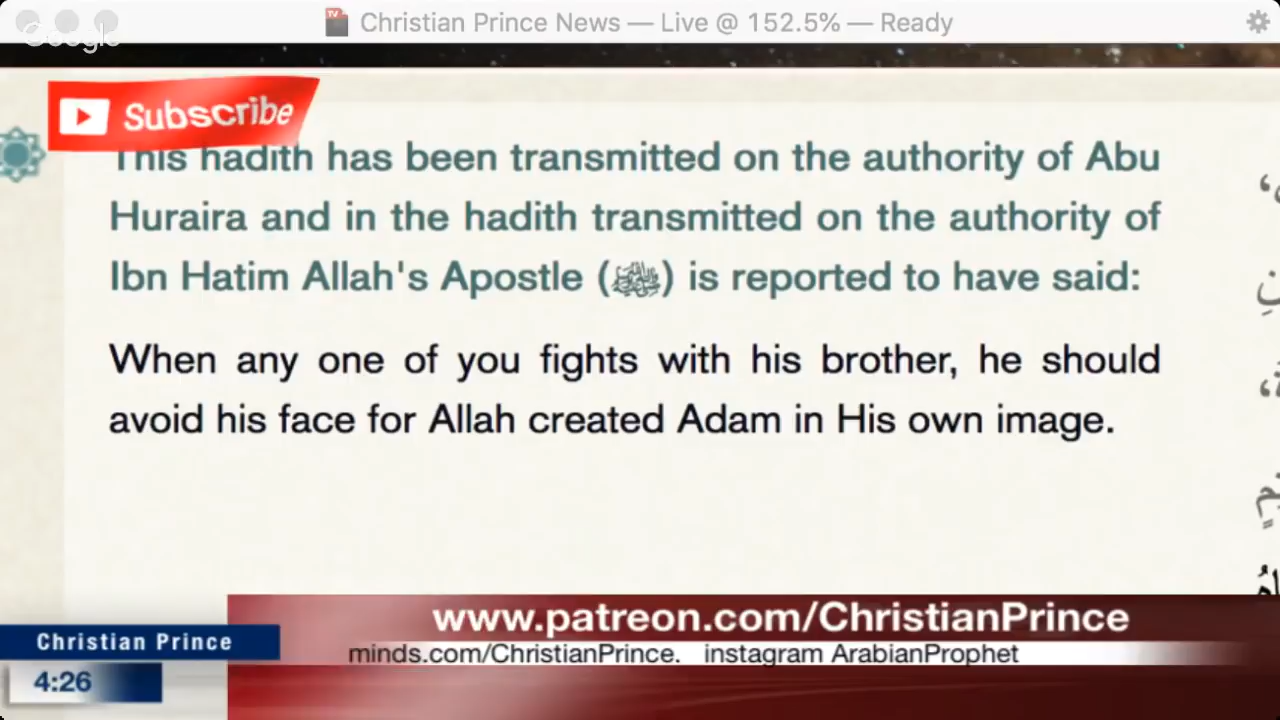 Christian Prince News — Live @ 152.5% — Ready
Google
Subscribe
This hadith has been transmitted on the authority of Abu
Huraira and in the hadith transmitted on the authority of
Ibn Hatim Allah's Apostle (ﷺ) is reported to have said:
When any one of you fights with his brother, he should
avoid his face for Allah created Adam in His own image.
www.patreon.com/ChristianPrince
Christian Prince
minds.com/ChristianPrince. instagram ArabianProphet
4:26